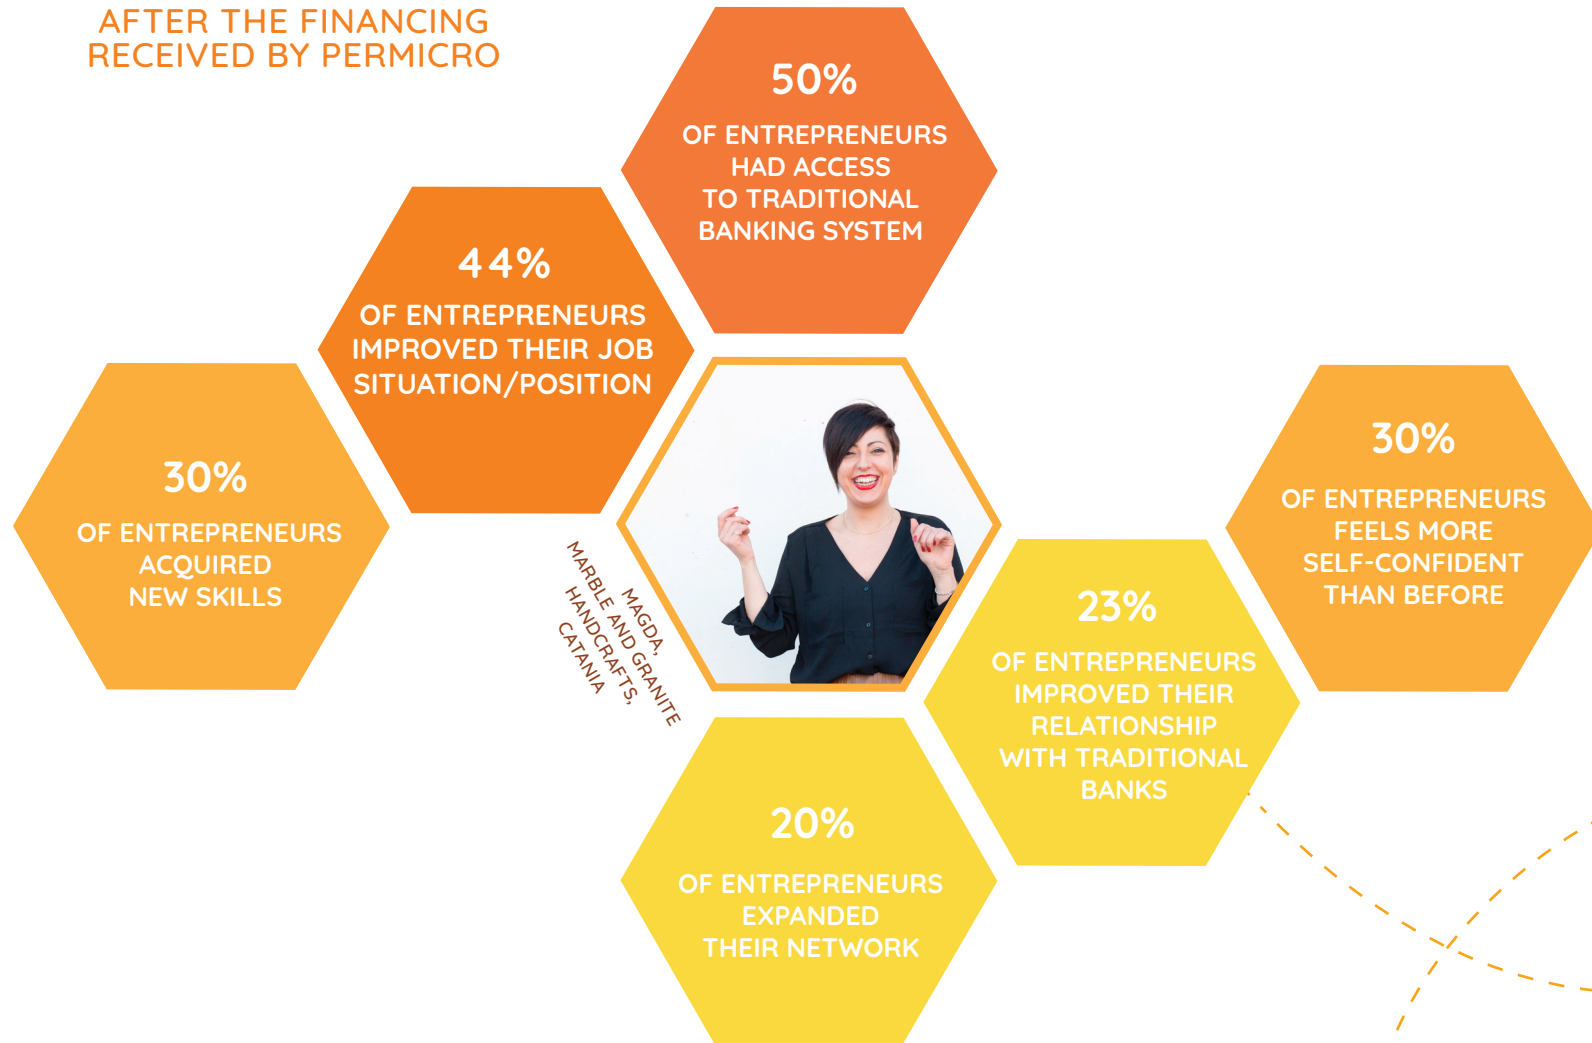 AFTER THE FINANCING
RECEIVED BY PERMICRO
50%
OF ENTREPRENEURS
HAD ACCESS
TO TRADITIONAL
BANKING SYSTEM
44%
OF ENTREPRENEURS
IMPROVED THEIR JOB
SITUATION/POSITION
30%
OF ENTREPRENEURS
ACQUIRED
NEW SKILLS
MAGDA,
MARBLE AND GRANITE
HANDCRAFTS,
CATANIA
30%
OF ENTREPRENEURS
FEELS MORE
SELF-CONFIDENT
THAN BEFORE
23%
OF ENTREPRENEURS
IMPROVED THEIR
RELATIONSHIP
WITH TRADITIONAL
BANKS
20%
OF ENTREPRENEURS
EXPANDED
THEIR NETWORK